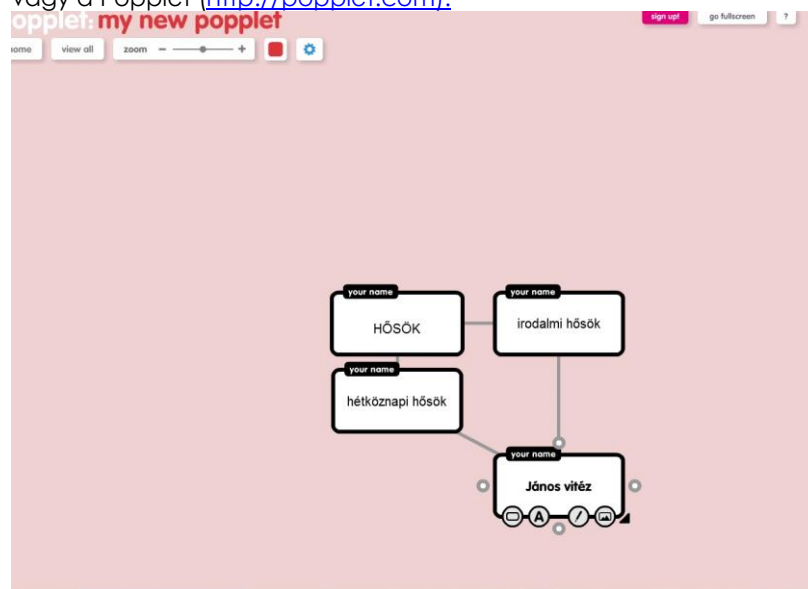 vagy a Popplet (http://popplet.com/).
popplet: my new popplet
sign up! go fullscreen ?
home view all zoom - +
your name
HŐSÖK
your name
irodalmi hősök
your name
hétköznapi hősök
your name
János vitéz
A